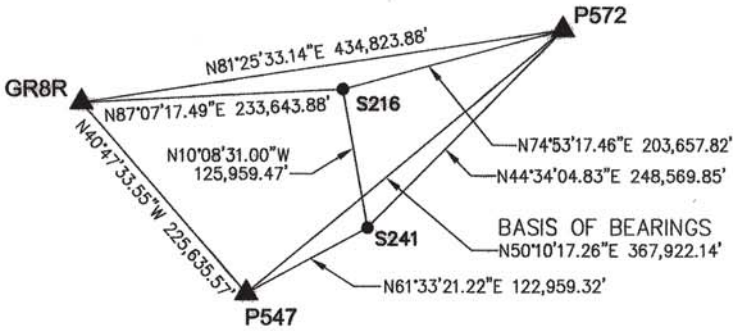 P572
N81°25'33.14"E 434,823.88'
GR8R
S216
N87°07'17.49"E 233,643.88'
N74°53'17.46"E 203,657.82'
N10°08'31.00"W
125,959.47'
N44°34'04.83"E 248,569.85'
N40°47'33.55"W 225,635.57'
BASIS OF BEARINGS
S241
N50°10'17.26"E 367,922.14'
N61°33'21.22"E 122,959.32'
P547